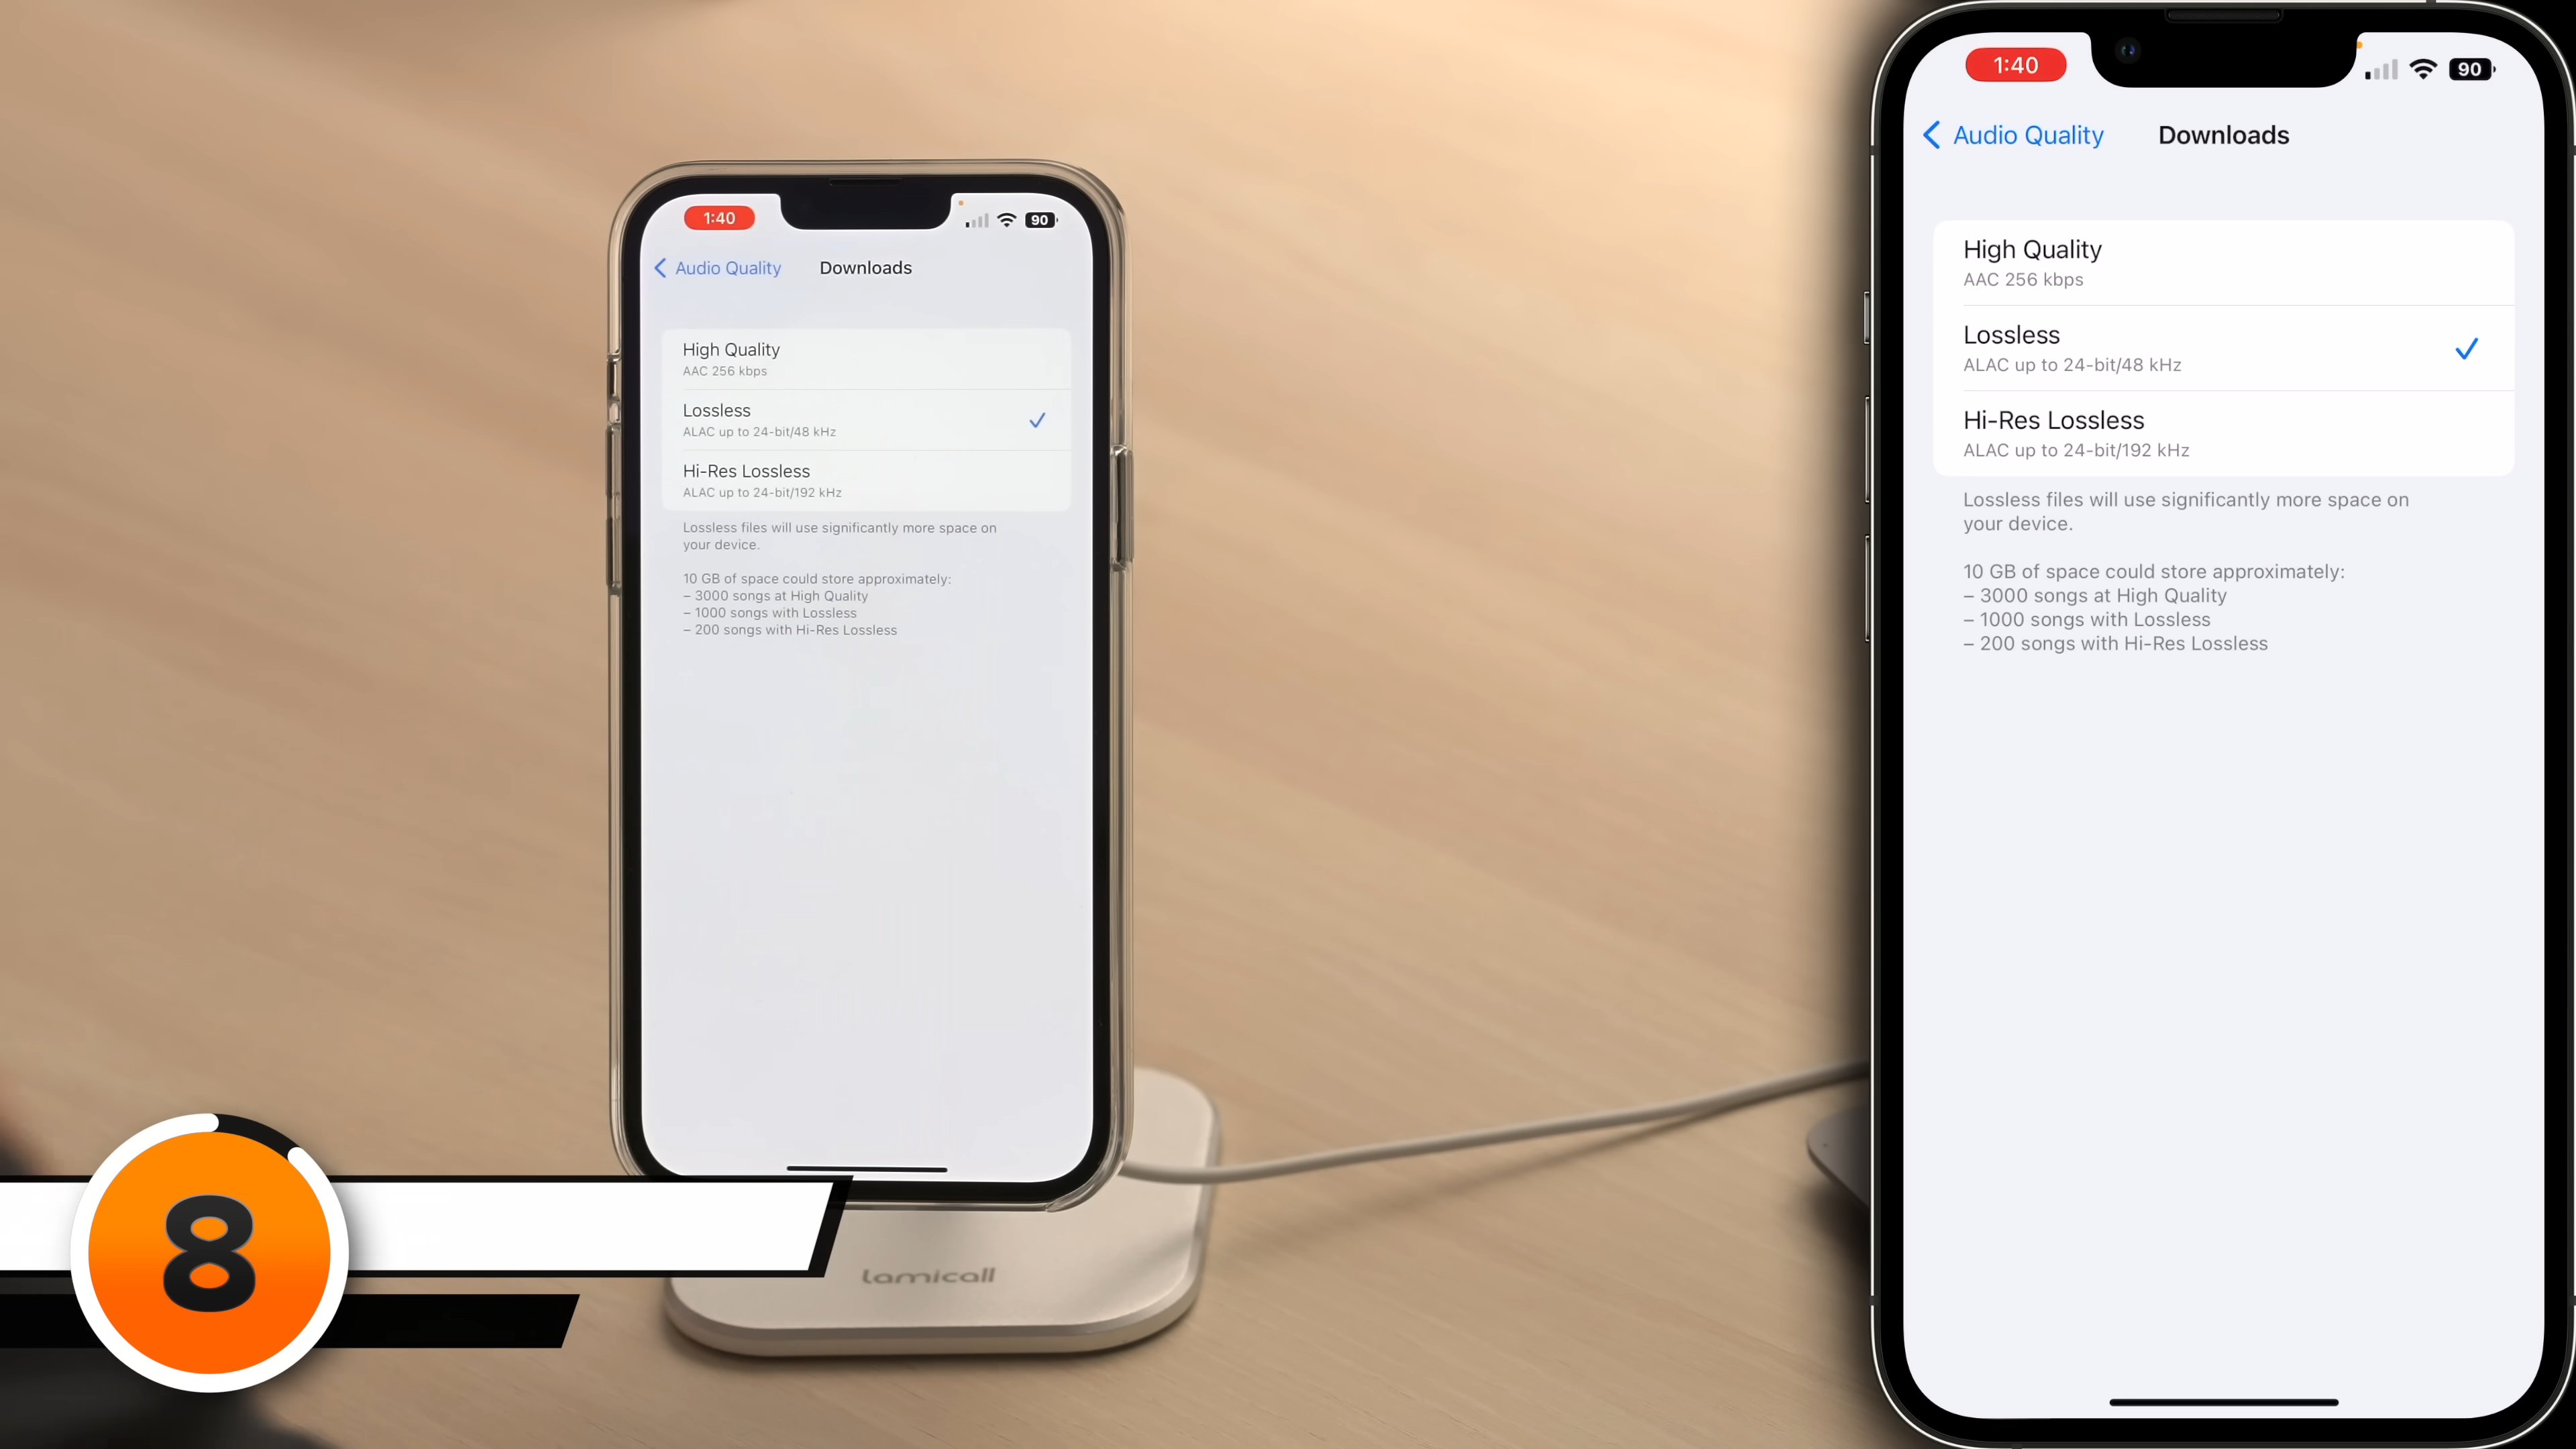 1:40
90
Audio Quality
Downloads
High Quality
AAC 256 kbps
Lossless
ALAC up to 24-bit/48 kHz
Hi-Res Lossless
ALAC up to 24-bit/192 kHz
Lossless files will use significantly more space on
your device.
10 GB of space could store approximately:
– 3000 songs at High Quality
– 1000 songs with Lossless
– 200 songs with Hi-Res Lossless
lamicall
8
1:40
90
Audio Quality
Downloads
High Quality
AAC 256 kbps
Lossless
ALAC up to 24-bit/48 kHz
Hi-Res Lossless
ALAC up to 24-bit/192 kHz
Lossless files will use significantly more space on
your device.
10 GB of space could store approximately:
– 3000 songs at High Quality
– 1000 songs with Lossless
– 200 songs with Hi-Res Lossless